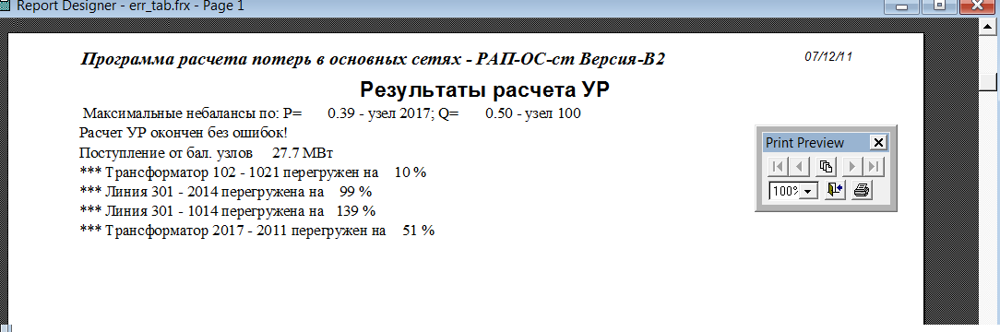 Report Designer - err_tab.frx - Page 1
Программа расчета потерь в основных сетях - РАП-ОС-ст Версия-В2
07/12/11
Результаты расчета УР
Максимальные небалансы по: P= 0.39 - узел 2017; Q= 0.50 - узел 100
Расчет УР окончен без ошибок!
Поступление от бал. узлов 27.7 МВт
*** Трансформатор 102 - 1021 перегружен на 10 %
*** Линия 301 - 2014 перегружена на 99 %
*** Линия 301 - 1014 перегружена на 139 %
*** Трансформатор 2017 - 2011 перегружен на 51 %
Print Preview
100%